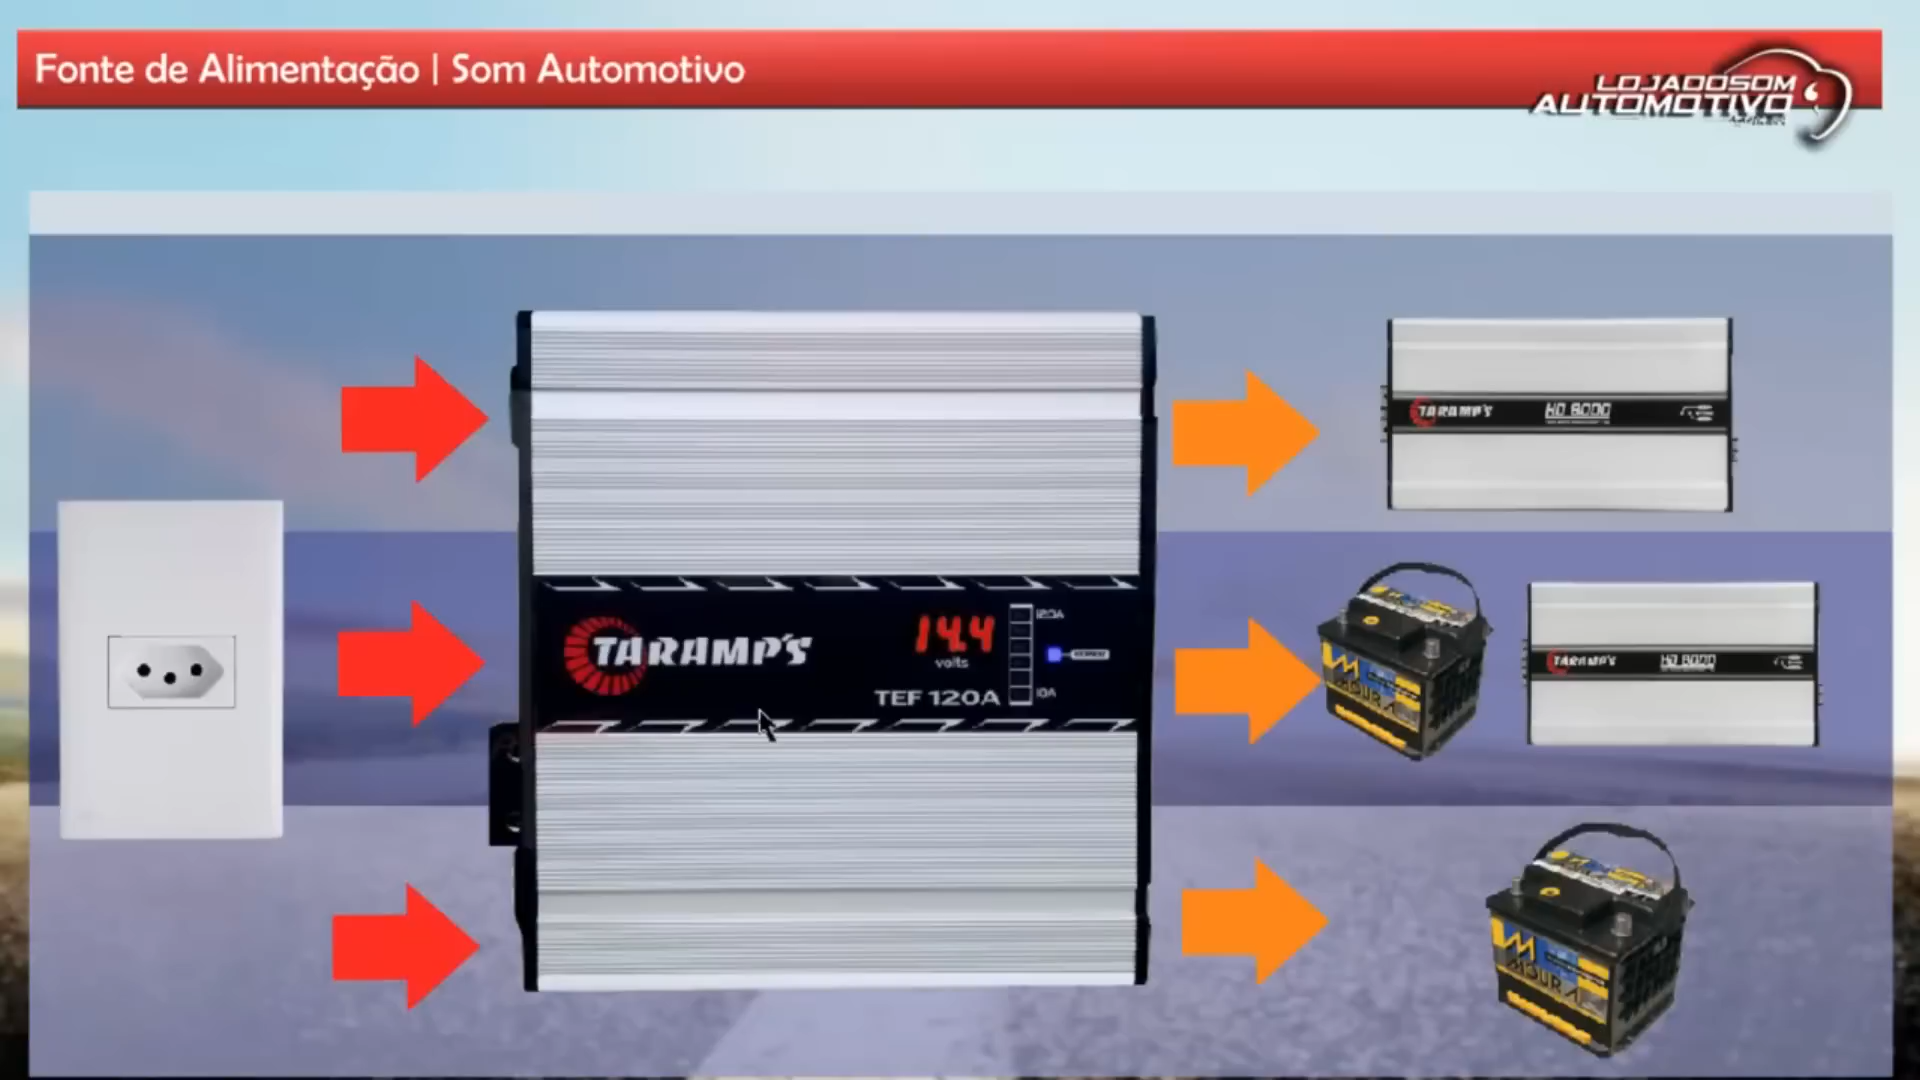 Fonte de Alimentação | Som Automotivo
LOJADOSOM
AUTOMOTIVO
TARAMP'S
14.4
volts
TEF 120A
120A
10A
TARAMP'S
HD 8000
MOURA
TARAMP'S
HD 8000
MOURA